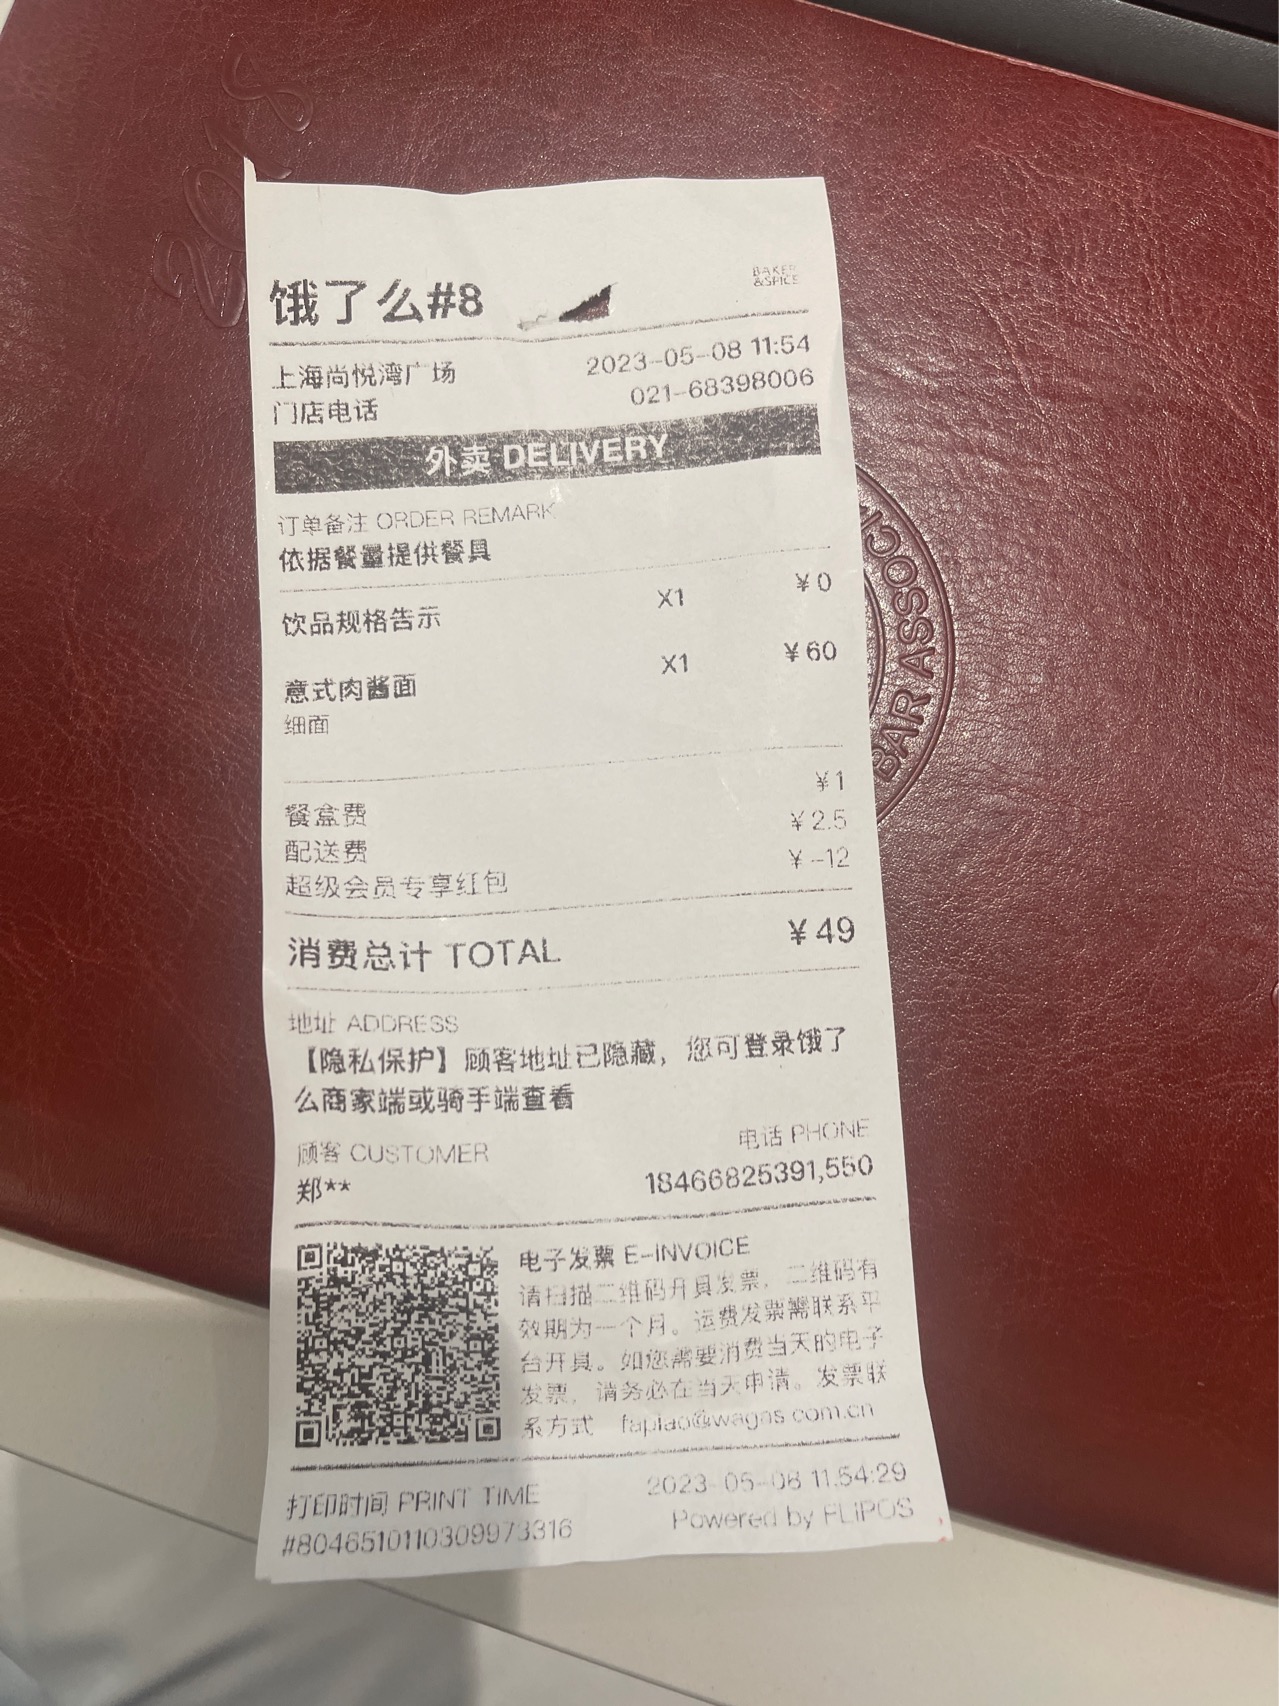 2018
BAKER
&SPICE
饿了么#8
上海尚悦湾广场 2023-05-08 11:54
门店电话 021-68398006
外卖 DELIVERY
订单备注 ORDER REMARK
依据餐量提供餐具
饮品规格告示 X1 ¥0
意式肉酱面 X1 ¥60
细面
餐盒费 ¥1
配送费 ¥2.5
超级会员专享红包 ¥-12
消费总计 TOTAL ¥49
地址 ADDRESS
【隐私保护】顾客地址已隐藏，您可登录饿了
么商家端或骑手端查看
顾客 CUSTOMER 电话 PHONE
郑** 18466825391,550
电子发票 E-INVOICE
请扫描二维码开具发票，二维码有
效期为一个月。运费发票需联系平
台开具。如您需要消费当天的电子
发票，请务必在当天申请。发票联
系方式 fapiao@wagas.com.cn
打印时间 PRINT TIME 2023-05-08 11:54:29
#8046510110309973316 Powered by FLIPOS
BAR ASSOCI